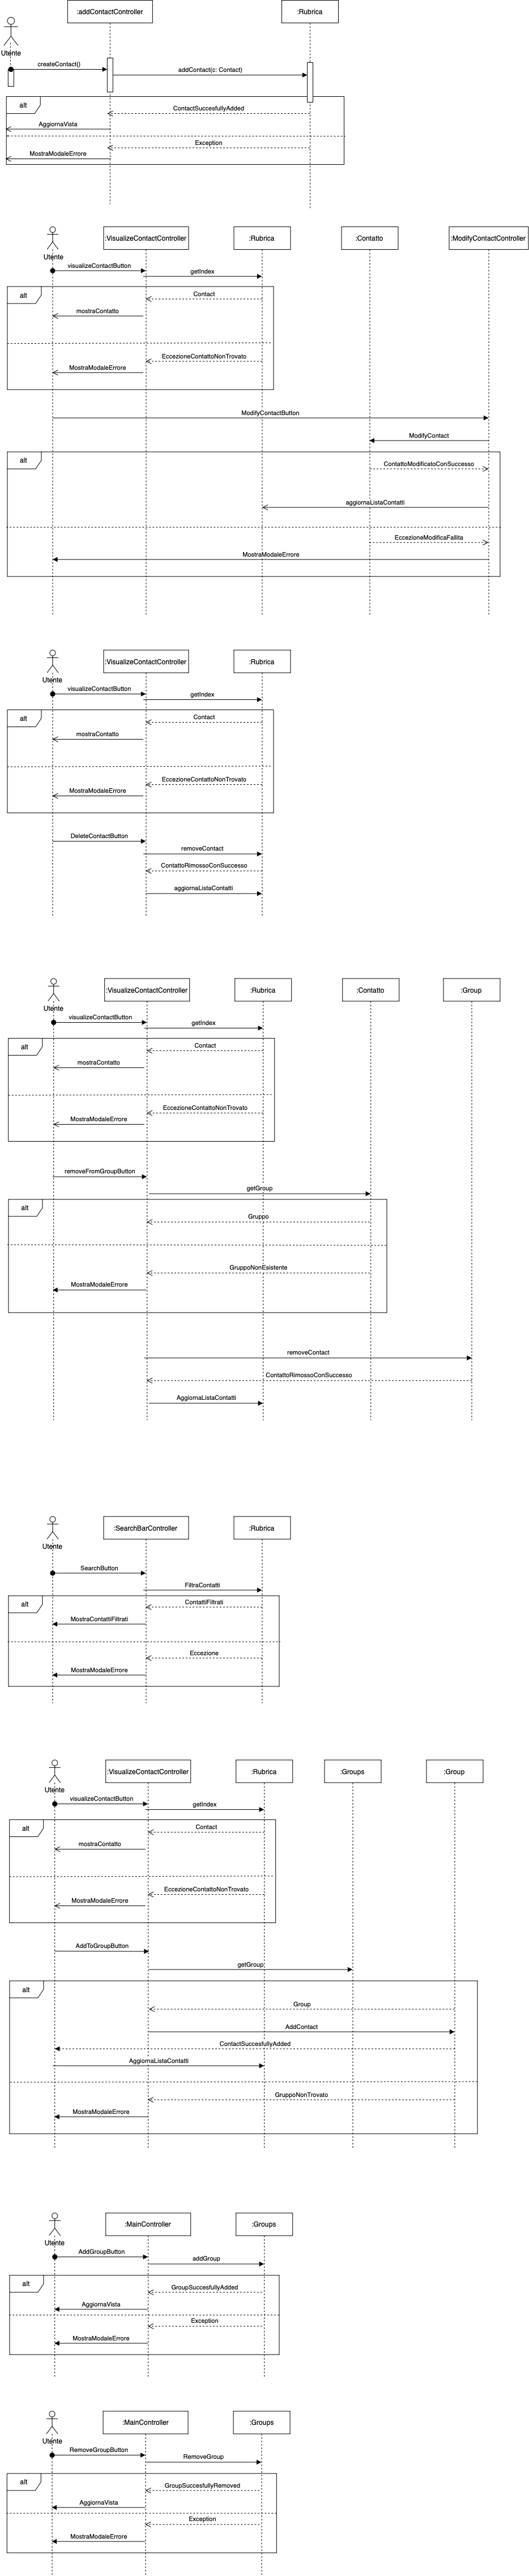 :addContactController
:Rubrica
Utente
createContact()
addContact(c: Contact)
alt
ContactSuccesfulyAdded
AggiornaVista
Exception
MostraModaleErrore
:VisualizeContactController
:Rubrica
:Contatto
:ModifyContactController
Utente
visualizeContactButton
getIndex
alt
Contact
mostraContatto
EccezioneContattoNonTrovato
MostraModaleErrore
ModifyContactButton
ModifyContact
alt
ContattoModificatoConSuccesso
aggiornaListaContatti
EccezioneModificaFallita
MostraModaleErrore
:VisualizeContactController
:Rubrica
Utente
visualizeContactButton
getIndex
alt
Contact
mostraContatto
EccezioneContattoNonTrovato
MostraModaleErrore
DeleteContactButton
removeContact
ContattoRimossoConSuccesso
aggiornaListaContatti
:VisualizeContactController
:Rubrica
:Contatto
:Group
Utente
visualizeContactButton
getIndex
alt
Contact
mostraContatto
EccezioneContattoNonTrovato
MostraModaleErrore
removeFromGroupButton
getGroup
alt
Gruppo
GruppoNonEsistente
MostraModaleErrore
removeContact
ContattoRimossoConSuccesso
AggiornaListaContatti
:SearchBarController
:Rubrica
Utente
SearchButton
FiltraContatti
alt
ContattiFiltrati
MostraContattiFiltrati
Eccezione
MostraModaleErrore
:VisualizeContactController
:Rubrica
:Groups
:Group
Utente
visualizeContactButton
getIndex
alt
Contact
mostraContatto
EccezioneContattoNonTrovato
MostraModaleErrore
AddToGroupButton
getGroup
alt
Group
AddContact
ContactSuccesfulyAdded
AggiornaListaContatti
GruppoNonTrovato
MostraModaleErrore
:MainController
:Groups
Utente
AddGroupButton
addGroup
alt
GroupSuccesfullyAdded
AggiornaVista
Exception
MostraModaleErrore
:MainController
:Groups
Utente
RemoveGroupButton
RemoveGroup
alt
GroupSuccesfullyRemoved
AggiornaVista
Exception
MostraModaleErrore